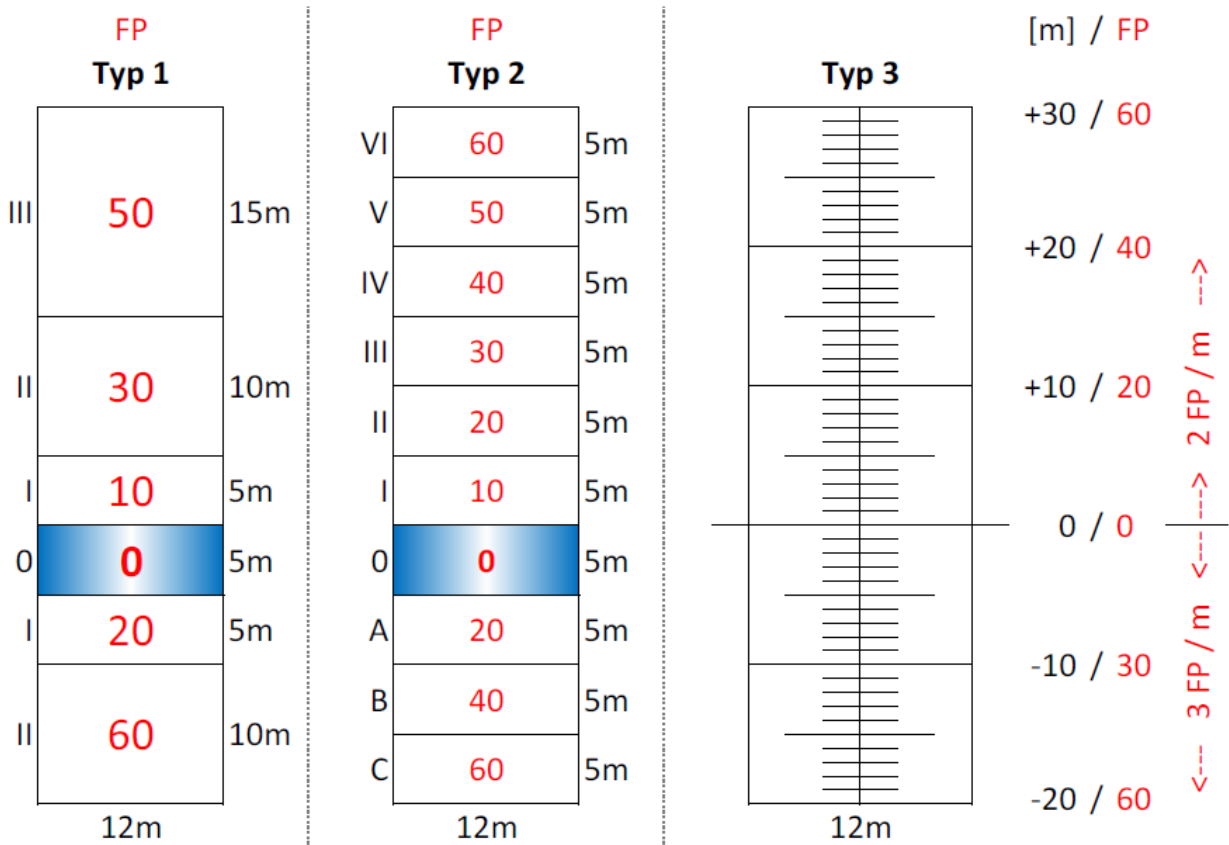 FP
Typ 1
III 50 15m
II 30 10m
I 10 5m
0 0 5m
I 20 5m
II 60 10m
12m
FP
Typ 2
VI 60 5m
V 50 5m
IV 40 5m
III 30 5m
II 20 5m
I 10 5m
0 0 5m
A 20 5m
B 40 5m
C 60 5m
12m
Typ 3
12m
[m] / FP
+30 / 60
+20 / 40
+10 / 20
0 / 0
-10 / 30
-20 / 60
<--- 3 FP / m <--- ---> 2 FP / m --->